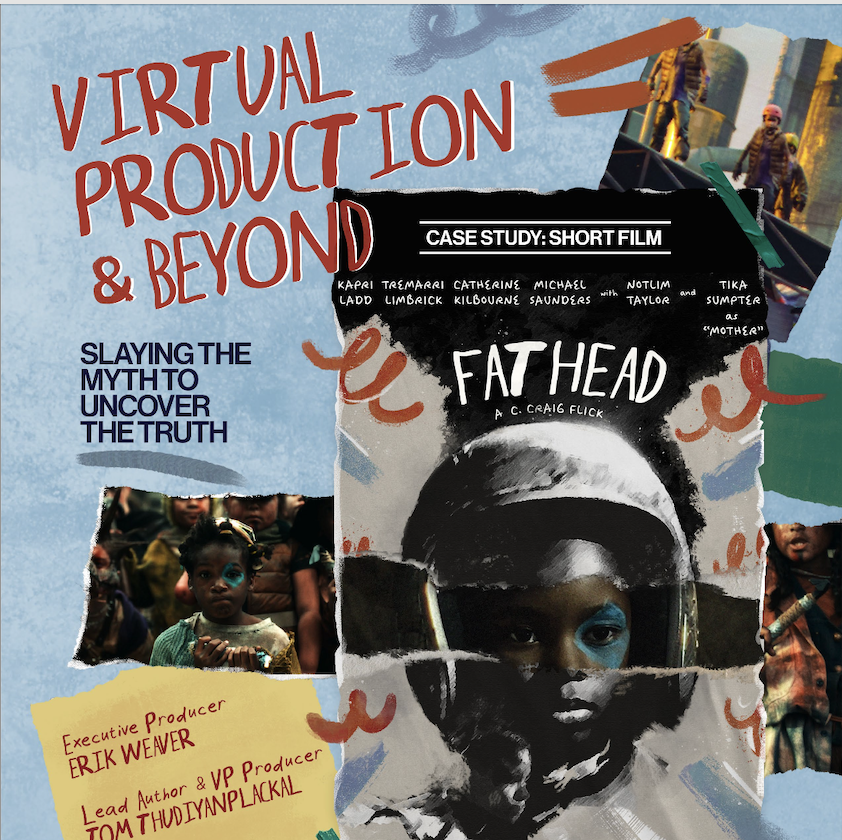 VIRTUAL
PRODUCTION
& BEYOND
SLAYING THE
MYTH TO
UNCOVER
THE TRUTH
CASE STUDY: SHORT FILM
KAPRI TREMARRI CATHERINE MICHAEL with NOTLIM and TIKA
LADD LIMBRICK KILBOURNE SAUNDERS TAYLOR SUMPTER
as
"MOTHER"
FATHEAD
A C. CRAIG FLICK
Executive Producer
ERIK WEAVER
Lead Author & VP Producer
TOM THUDIYANPLACKAL